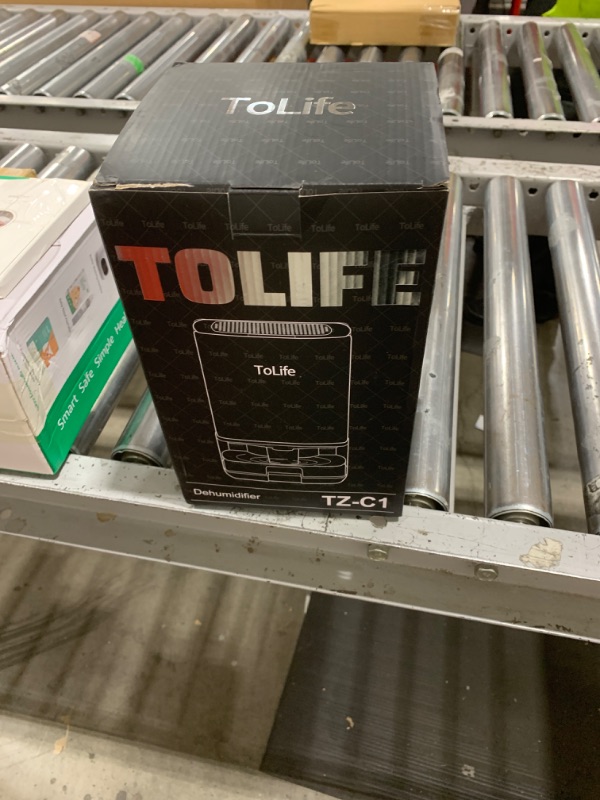 ToLife
TOLIFE
ToLife
Dehumidifier
TZ-C1
Smart Safe Simple